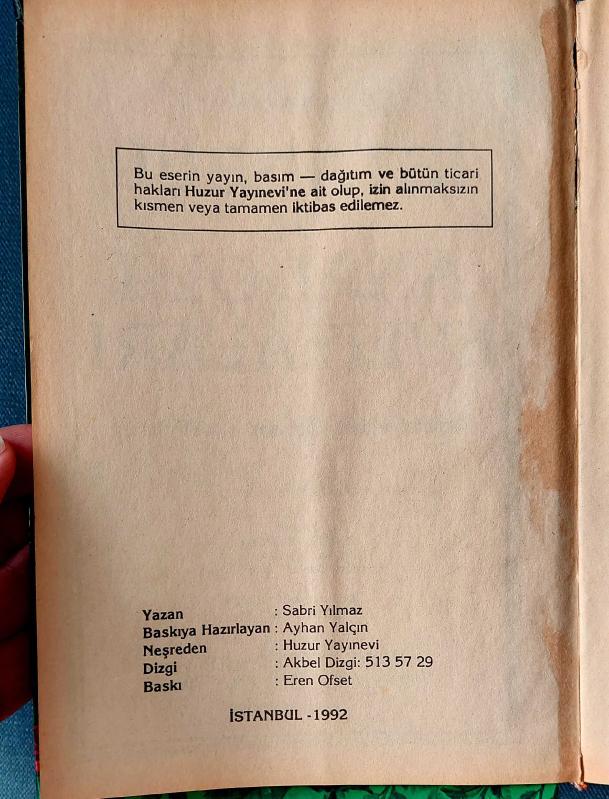 Bu eserin yayın, basım — dağıtım ve bütün ticari
hakları Huzur Yayınevi'ne ait olup, izin alınmaksızın
kısmen veya tamamen iktibas edilemez.
Yazan : Sabri Yılmaz
Baskıya Hazırlayan : Ayhan Yalçın
Neşreden : Huzur Yayınevi
Dizgi : Akbel Dizgi: 513 57 29
Baskı : Eren Ofset
İSTANBUL - 1992